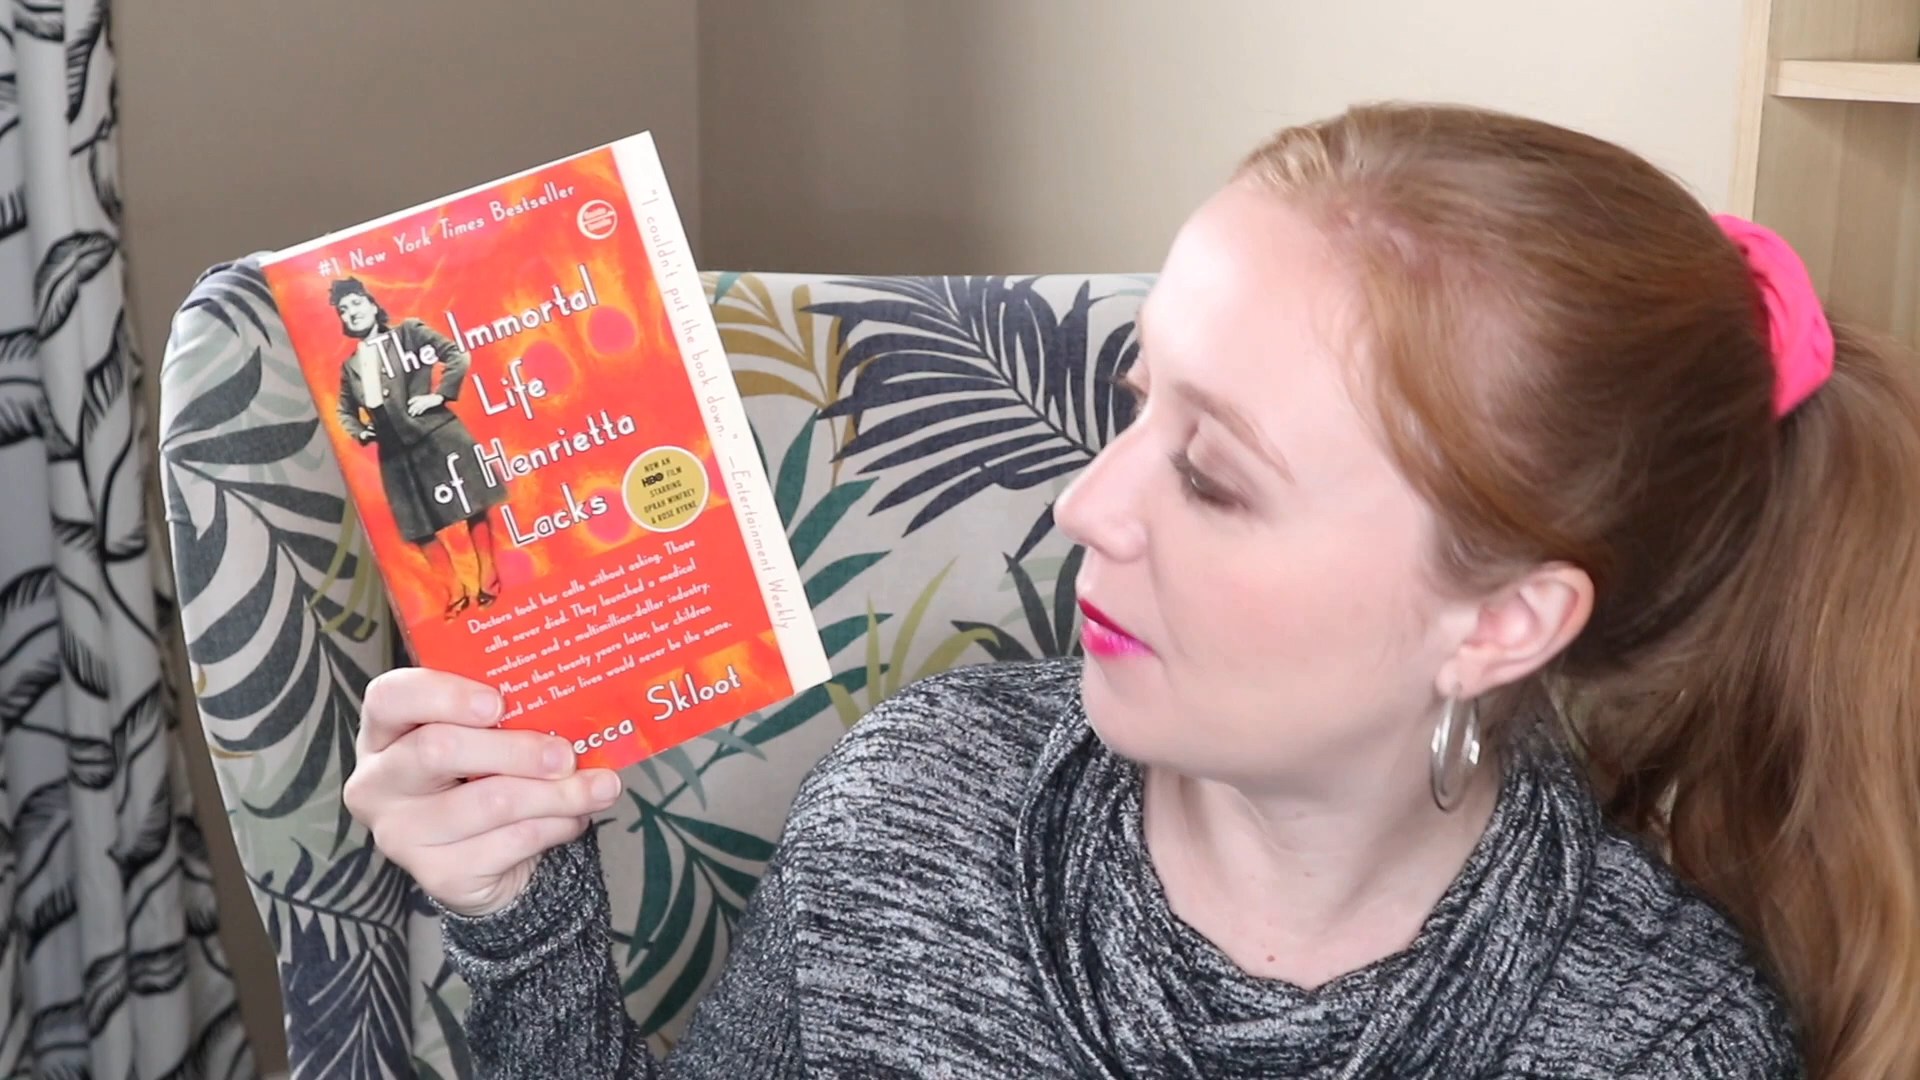 #1 New York Times Bestseller
The Immortal
Life
of Henrietta
Lacks
NOW AN
HBO FILM
STARRING
OPRAH WINFREY
& ROSE BYRNE
Doctors took her cells without asking. Those
cells never died. They launched a medical
revolution and a multimillion-dollar industry.
More than twenty years later, her children
ound out. Their lives would never be the same.
ecca Skloot
"I couldn't put the book down." —Entertainment Weekly